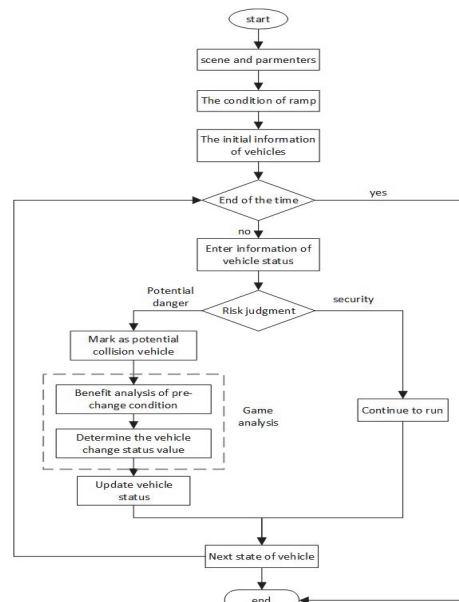 start
scene and parmenters
The condition of ramp
The initial information
of vehicles
End of the time
yes
no
Enter information of
vehicle status
Potential
danger
Risk judgment
security
Mark as potential
collision vehicle
Benefit analysis of pre-
change condition
Game
analysis
Continue to run
Determine the vehicle
change status value
Update vehicle
status
Next state of vehicle
end